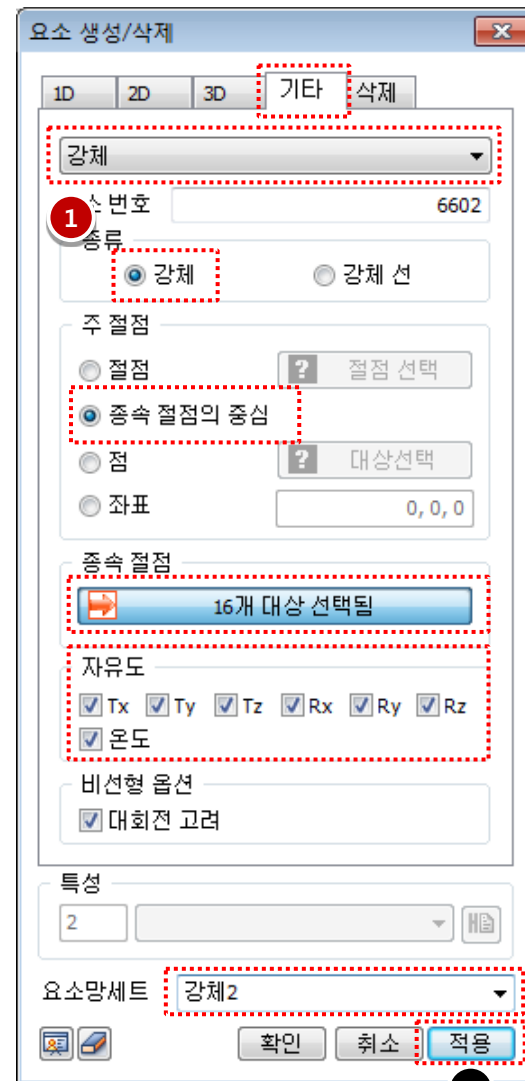 요소 생성/삭제
1D 2D 3D 기타 삭제
강체
번호 6602
1
종류
강체 강체 선
주 절점
절점 ? 절점 선택
종속 절점의 중심
점 ? 대상선택
좌표 0, 0, 0
종속 절점
16개 대상 선택됨
자유도
Tx Ty Tz Rx Ry Rz
온도
비선형 옵션
대회전 고려
특성
2
요소망세트 강체2
확인 취소 적용